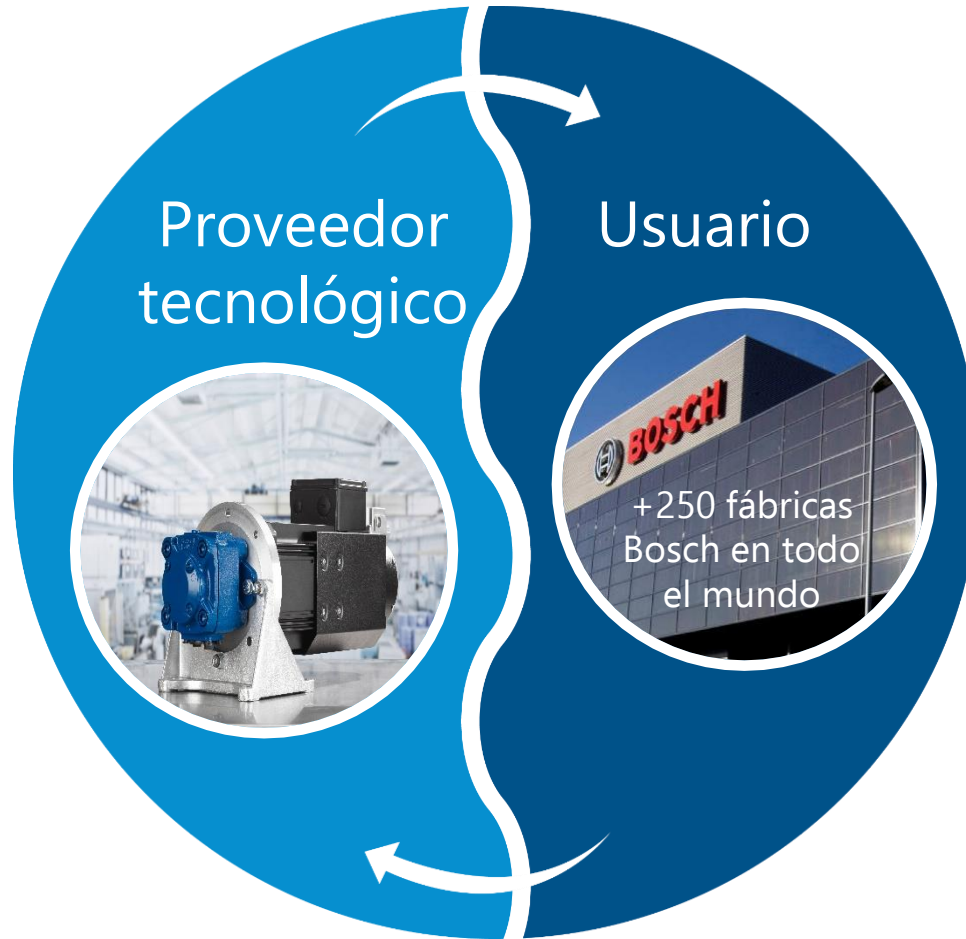 Proveedor
tecnológico
Usuario
BOSCH
+250 fábricas
Bosch en todo
el mundo